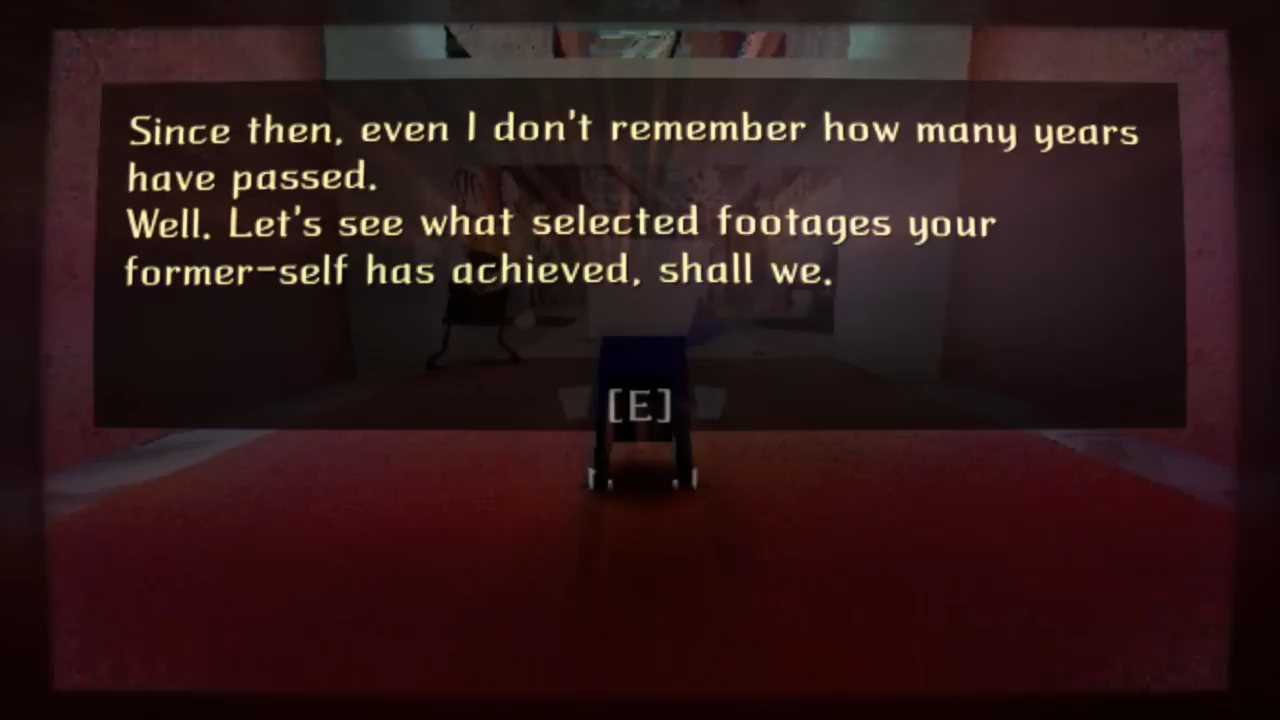 Since then, even I don't remember how many years
have passed.
Well. Let's see what selected footages your
former-self has achieved, shall we.
[E]